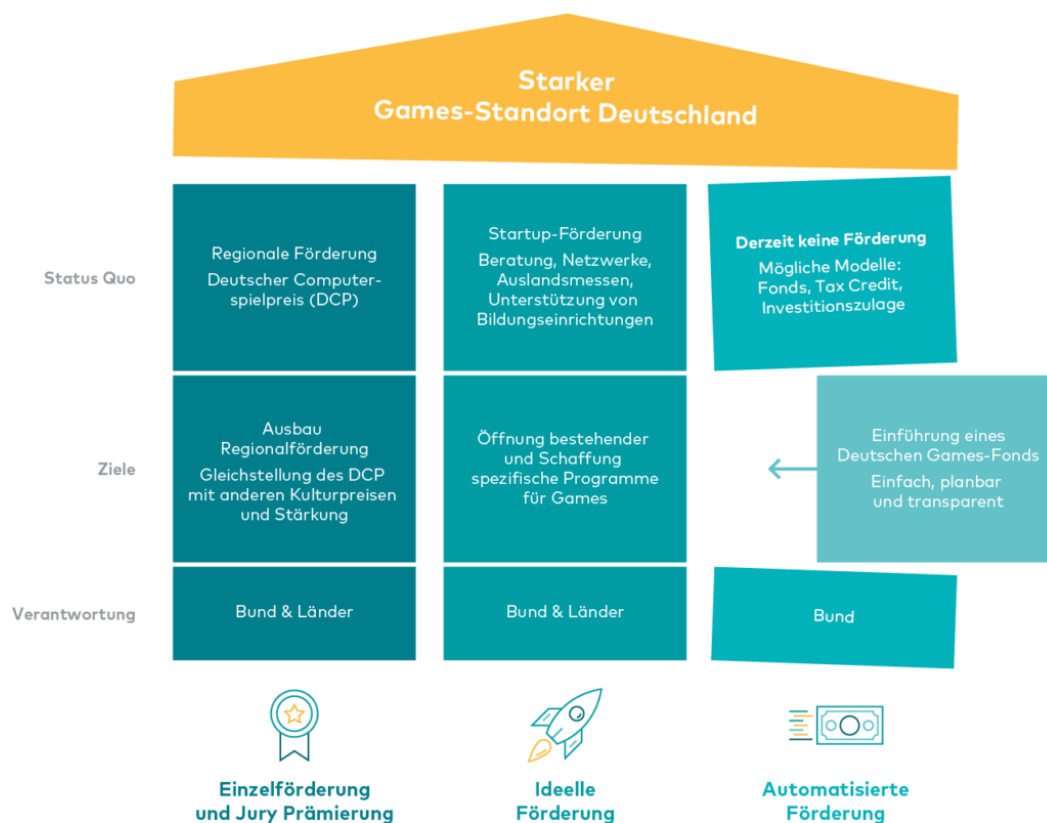 Starker
Games-Standort Deutschland
Status Quo
Regionale Förderung
Deutscher Computer-
spielpreis (DCP)
Startup-Förderung
Beratung, Netzwerke,
Auslandsmessen,
Unterstützung von
Bildungseinrichtungen
Derzeit keine Förderung
Mögliche Modelle:
Fonds, Tax Credit,
Investitionszulage
Ziele
Ausbau
Regionalförderung
Gleichstellung des DCP
mit anderen Kulturpreisen
und Stärkung
Öffnung bestehender
und Schaffung
spezifische Programme
für Games
Einführung eines
Deutschen Games-Fonds
Einfach, planbar
und transparent
Verantwortung
Bund & Länder
Bund & Länder
Bund
Einzelförderung
und Jury Prämierung
Ideelle
Förderung
Automatisierte
Förderung